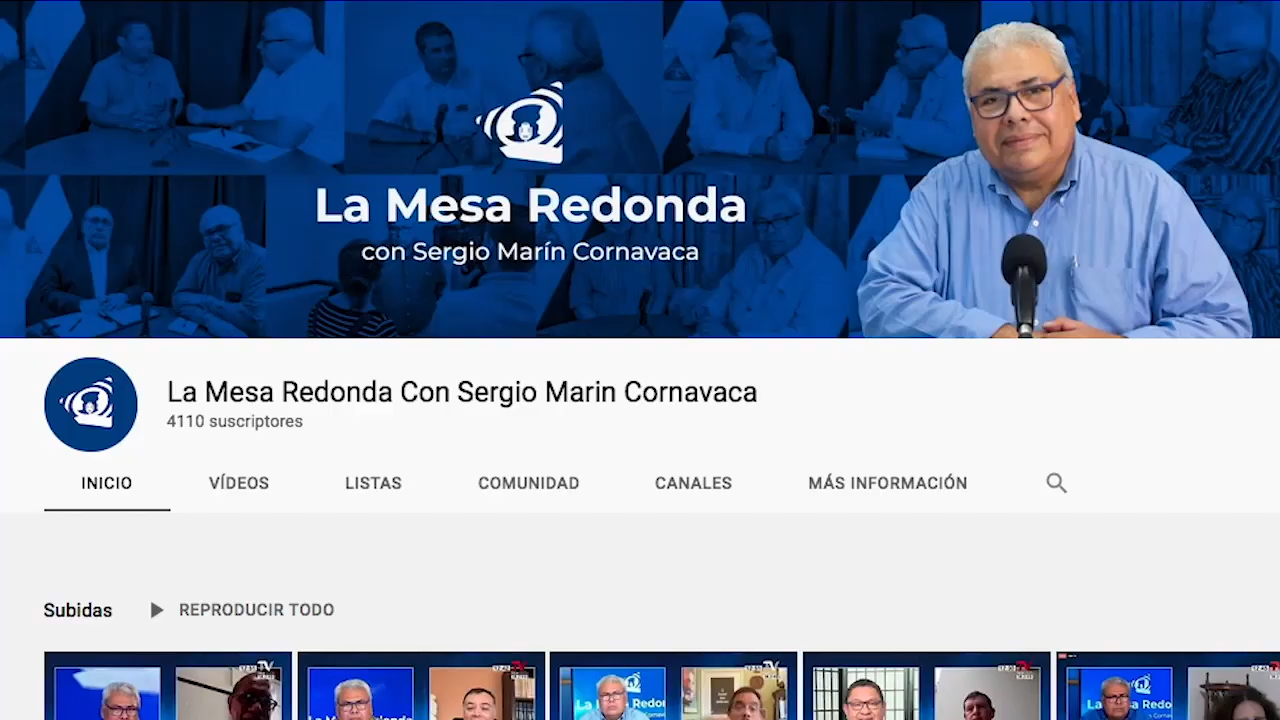 La Mesa Redonda
con Sergio Marín Cornavaca
La Mesa Redonda Con Sergio Marin Cornavaca
4110 suscriptores
INICIO VÍDEOS LISTAS COMUNIDAD CANALES MÁS INFORMACIÓN
Subidas REPRODUCIR TODO